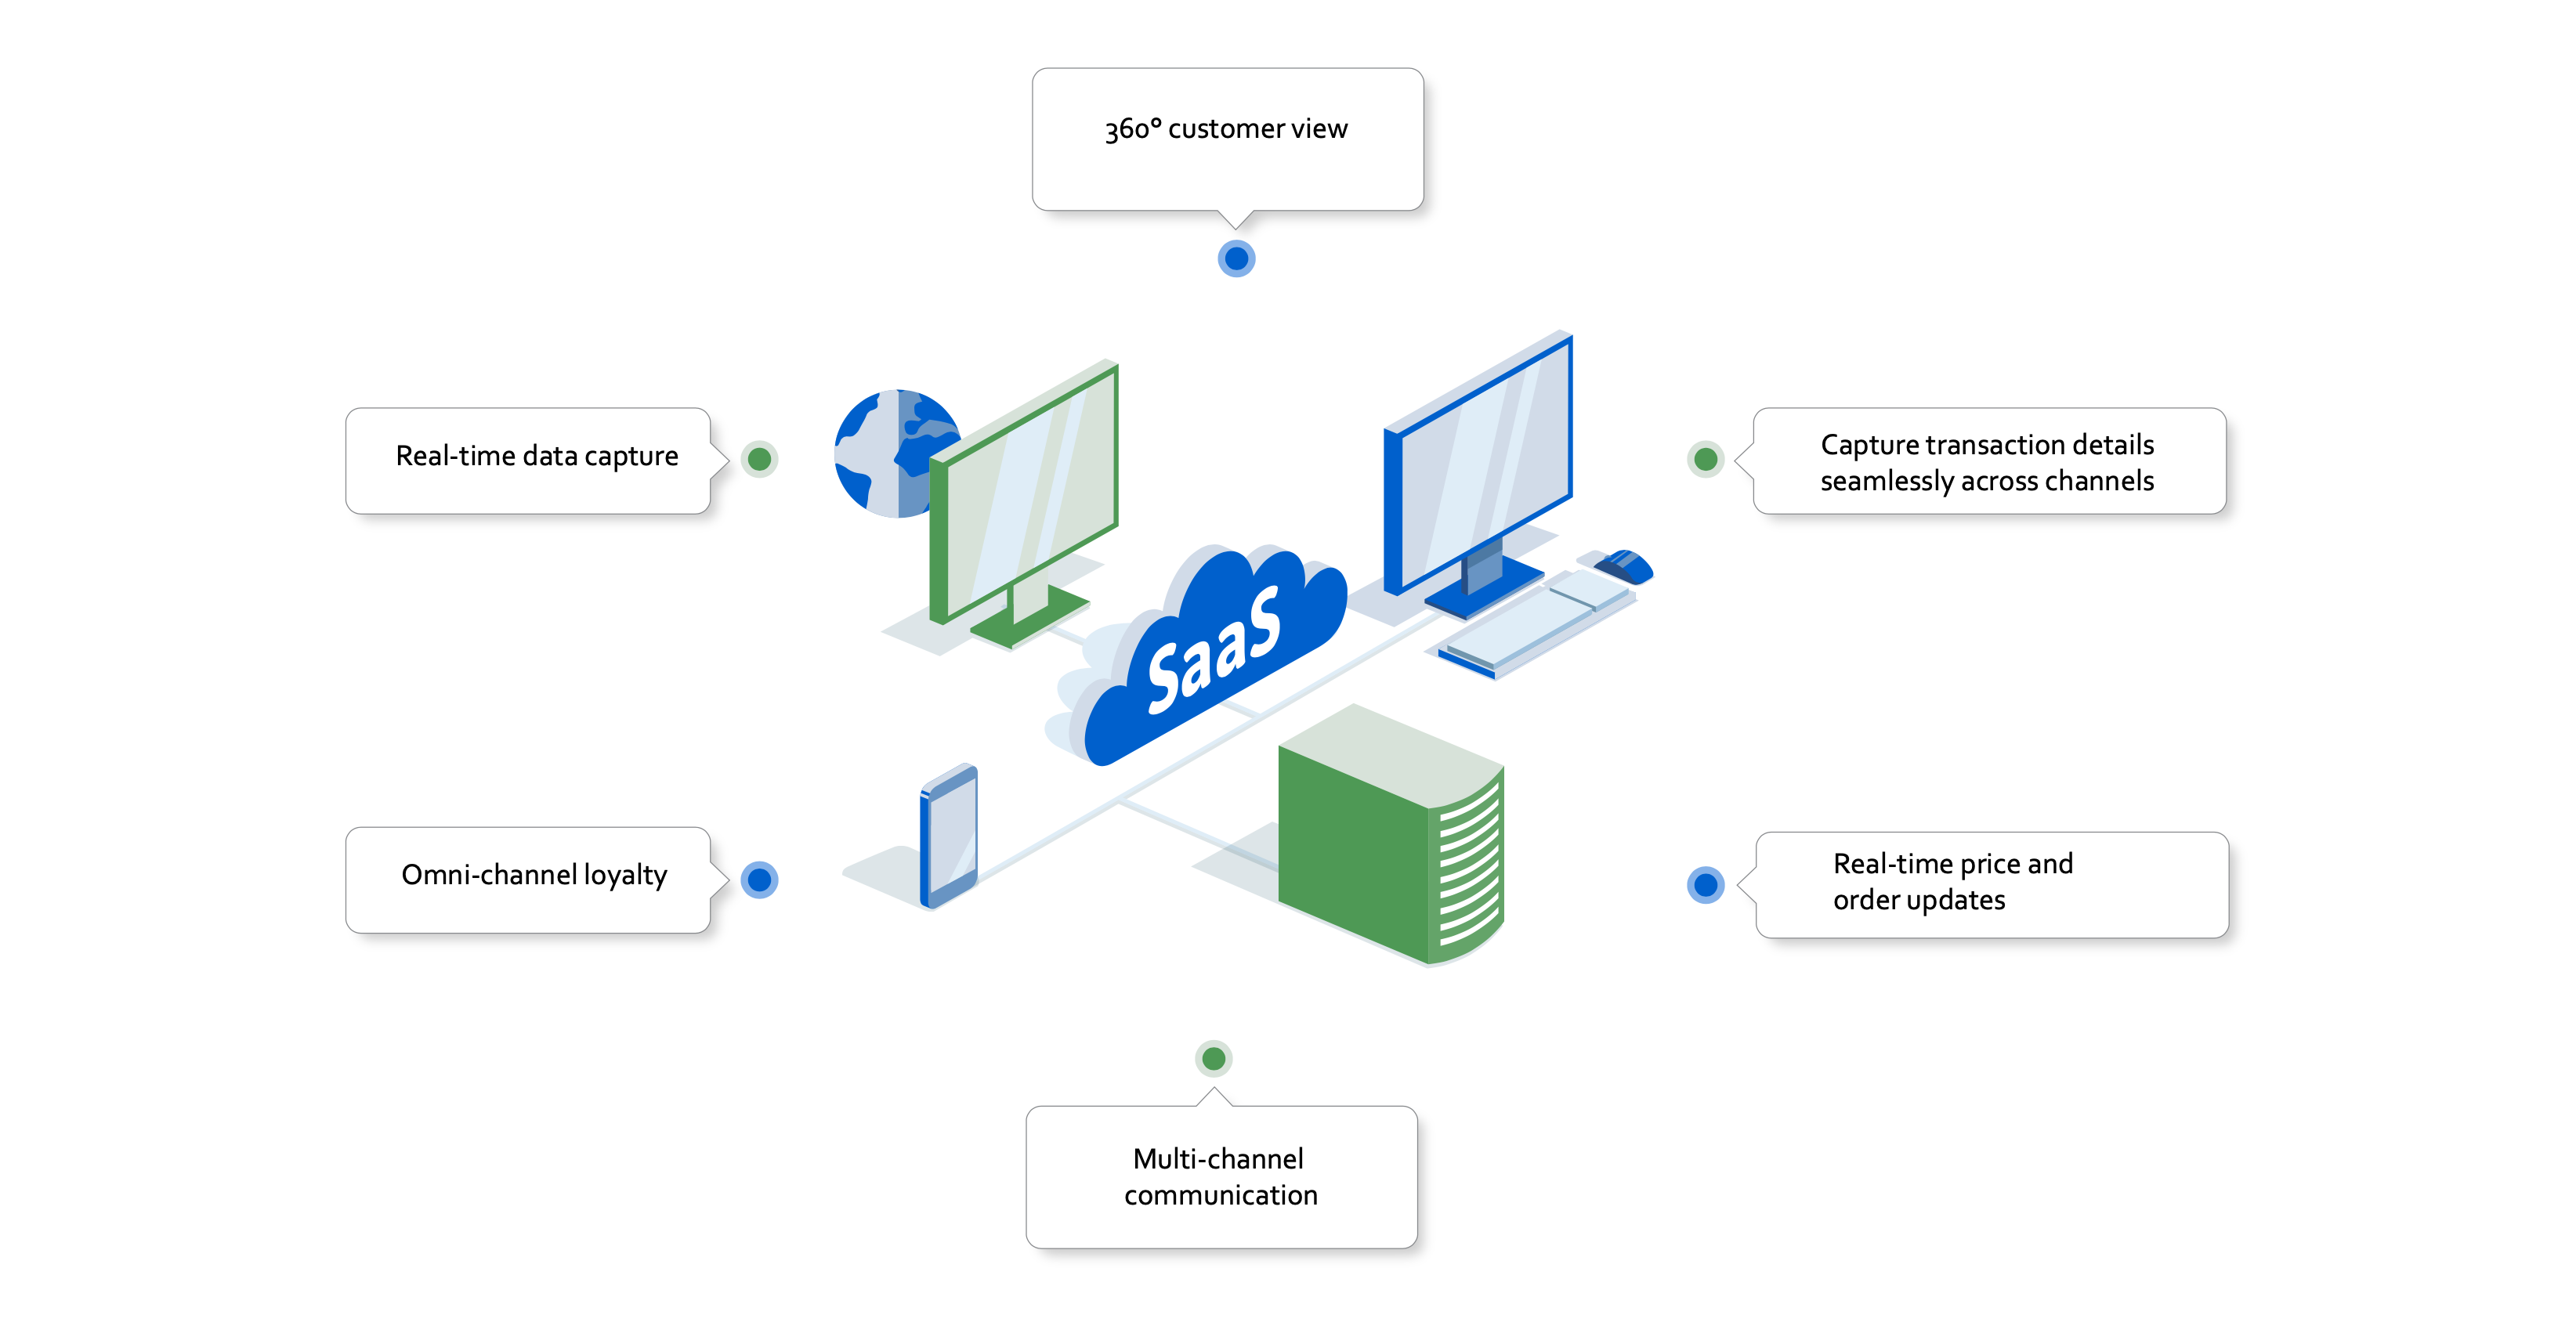 360° customer view
Real-time data capture
Capture transaction details
seamlessly across channels
SaaS
Omni-channel loyalty
Real-time price and
order updates
Multi-channel
communication